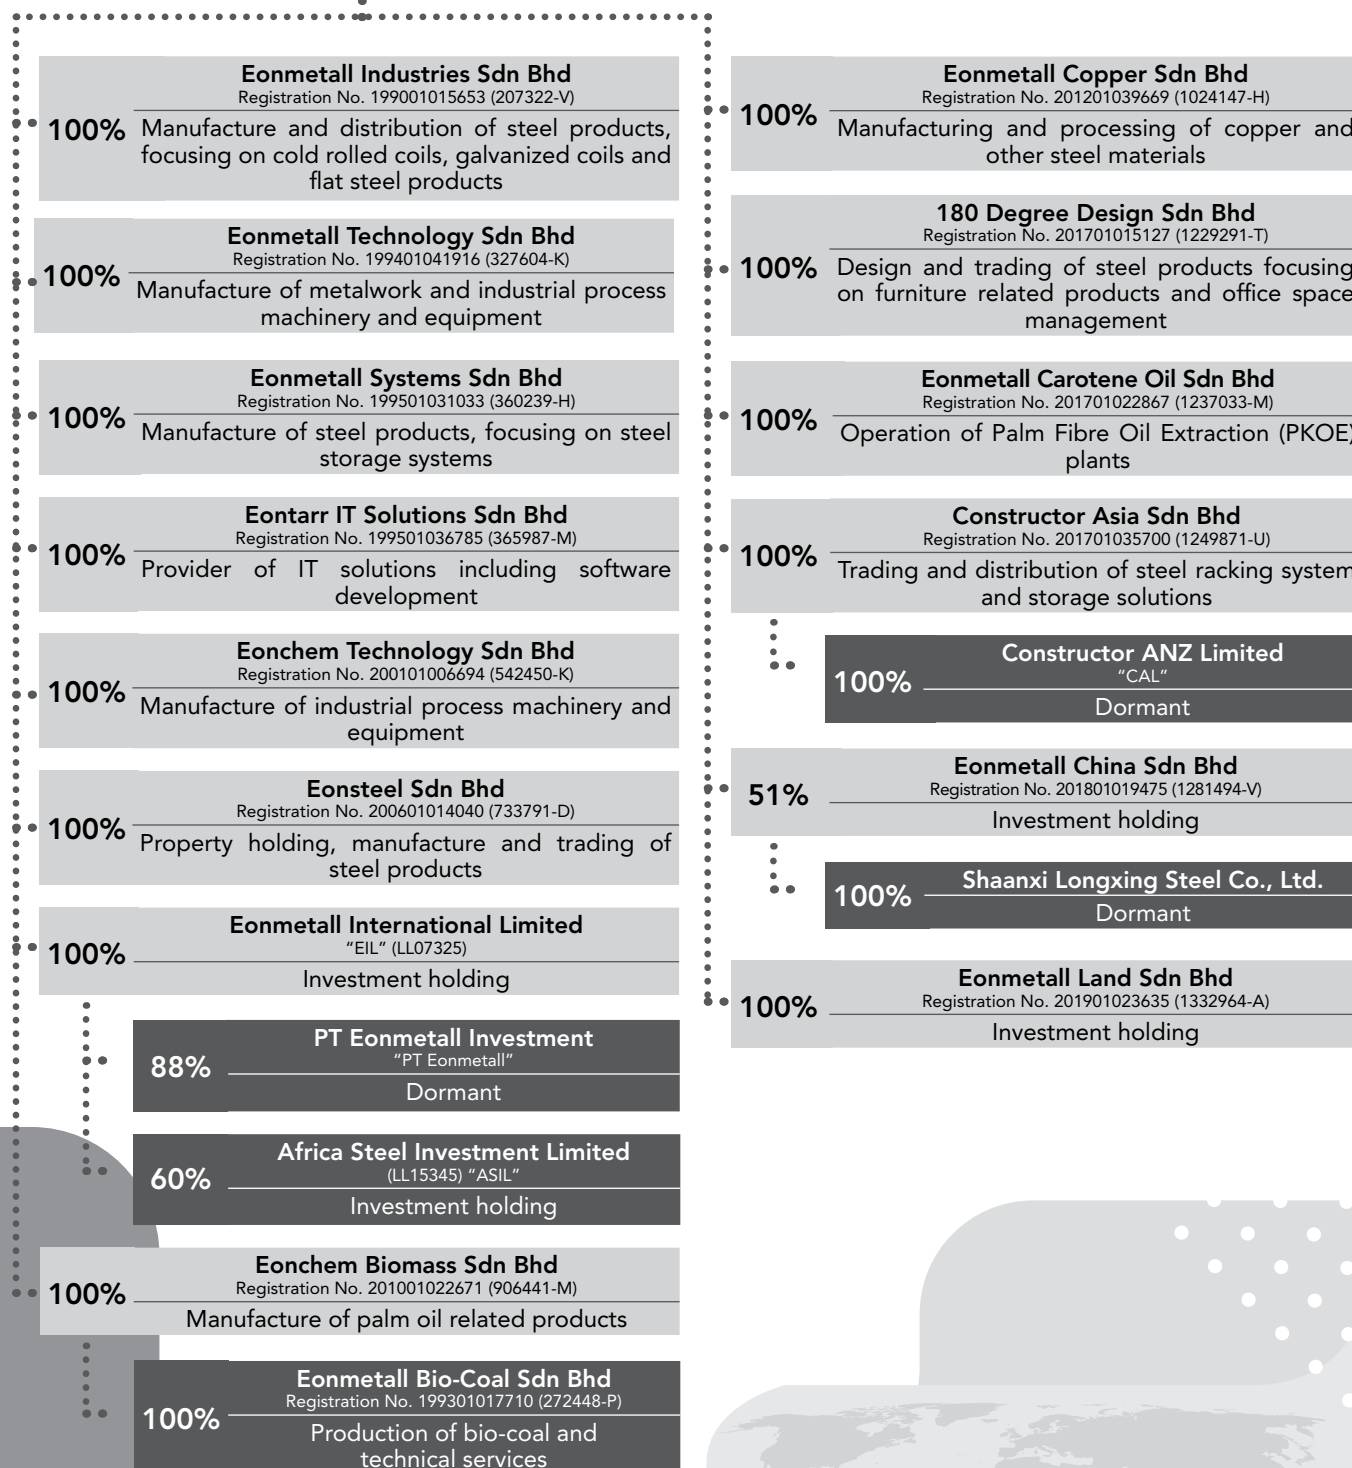 100%
Eonmetall Industries Sdn Bhd
Registration No. 199001015653 (207322-V)
Manufacture and distribution of steel products,
focusing on cold rolled coils, galvanized coils and
flat steel products
100%
Eonmetall Technology Sdn Bhd
Registration No. 199401041916 (327604-K)
Manufacture of metalwork and industrial process
machinery and equipment
100%
Eonmetall Systems Sdn Bhd
Registration No. 199501031033 (360239-H)
Manufacture of steel products, focusing on steel
storage systems
100%
Eontarr IT Solutions Sdn Bhd
Registration No. 199501036785 (365987-M)
Provider of IT solutions including software
development
100%
Eonchem Technology Sdn Bhd
Registration No. 200101006694 (542450-K)
Manufacture of industrial process machinery and
equipment
100%
Eonsteel Sdn Bhd
Registration No. 200601014040 (733791-D)
Property holding, manufacture and trading of
steel products
100%
Eonmetall International Limited
“EIL” (LL07325)
Investment holding
88%
PT Eonmetall Investment
“PT Eonmetall”
Dormant
60%
Africa Steel Investment Limited
(LL15345) “ASIL”
Investment holding
100%
Eonchem Biomass Sdn Bhd
Registration No. 201001022671 (906441-M)
Manufacture of palm oil related products
100%
Eonmetall Bio-Coal Sdn Bhd
Registration No. 199301017710 (272448-P)
Production of bio-coal and
technical services
100%
Eonmetall Copper Sdn Bhd
Registration No. 201201039669 (1024147-H)
Manufacturing and processing of copper and
other steel materials
100%
180 Degree Design Sdn Bhd
Registration No. 201701015127 (1229291-T)
Design and trading of steel products focusing
on furniture related products and office space
management
100%
Eonmetall Carotene Oil Sdn Bhd
Registration No. 201701022867 (1237033-M)
Operation of Palm Fibre Oil Extraction (PKOE)
plants
100%
Constructor Asia Sdn Bhd
Registration No. 201701035700 (1249871-U)
Trading and distribution of steel racking system
and storage solutions
100%
Constructor ANZ Limited
“CAL”
Dormant
51%
Eonmetall China Sdn Bhd
Registration No. 201801019475 (1281494-V)
Investment holding
100%
Shaanxi Longxing Steel Co., Ltd.
Dormant
100%
Eonmetall Land Sdn Bhd
Registration No. 201901023635 (1332964-A)
Investment holding